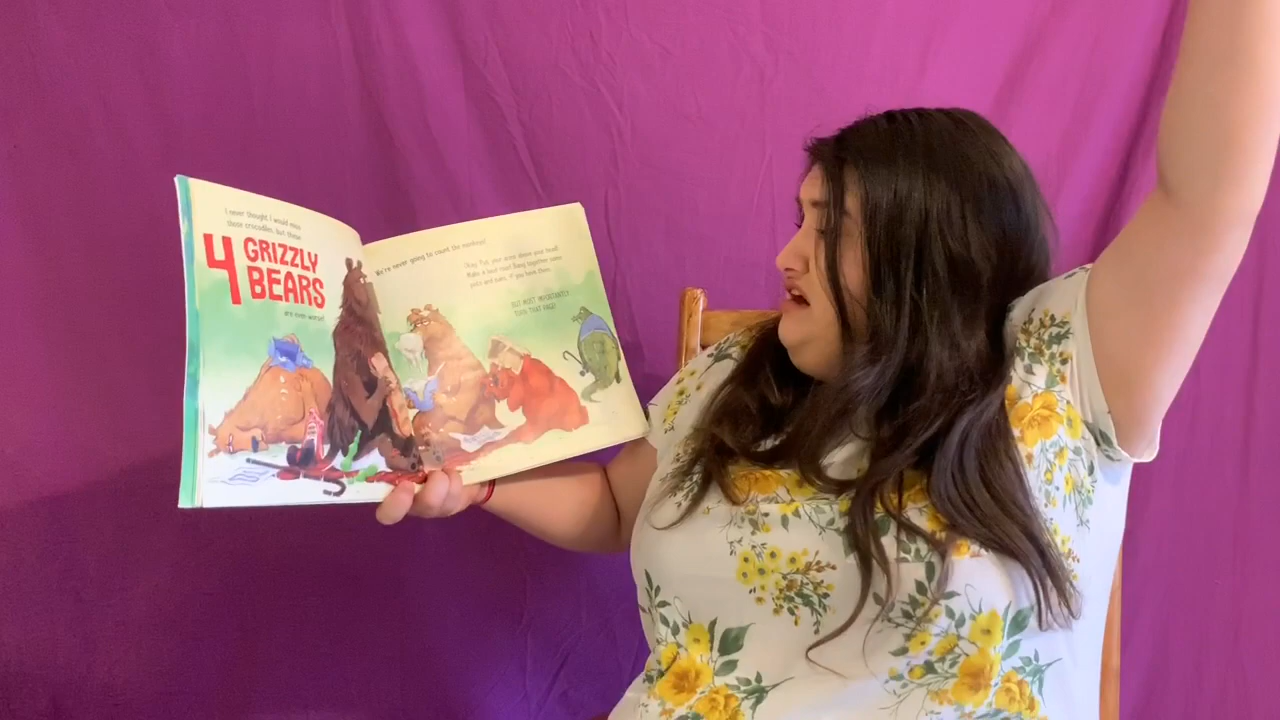 I never thought I would miss
these crocodiles, but these
4 GRIZZLY
BEARS
are even worse!
We're never going to count the monkeys!
Okay. Put your arms above your head!
Make a loud roar! Bang together some
pots and pans, if you have them.
BUT MOST IMPORTANTLY
TURN THAT PAGE!